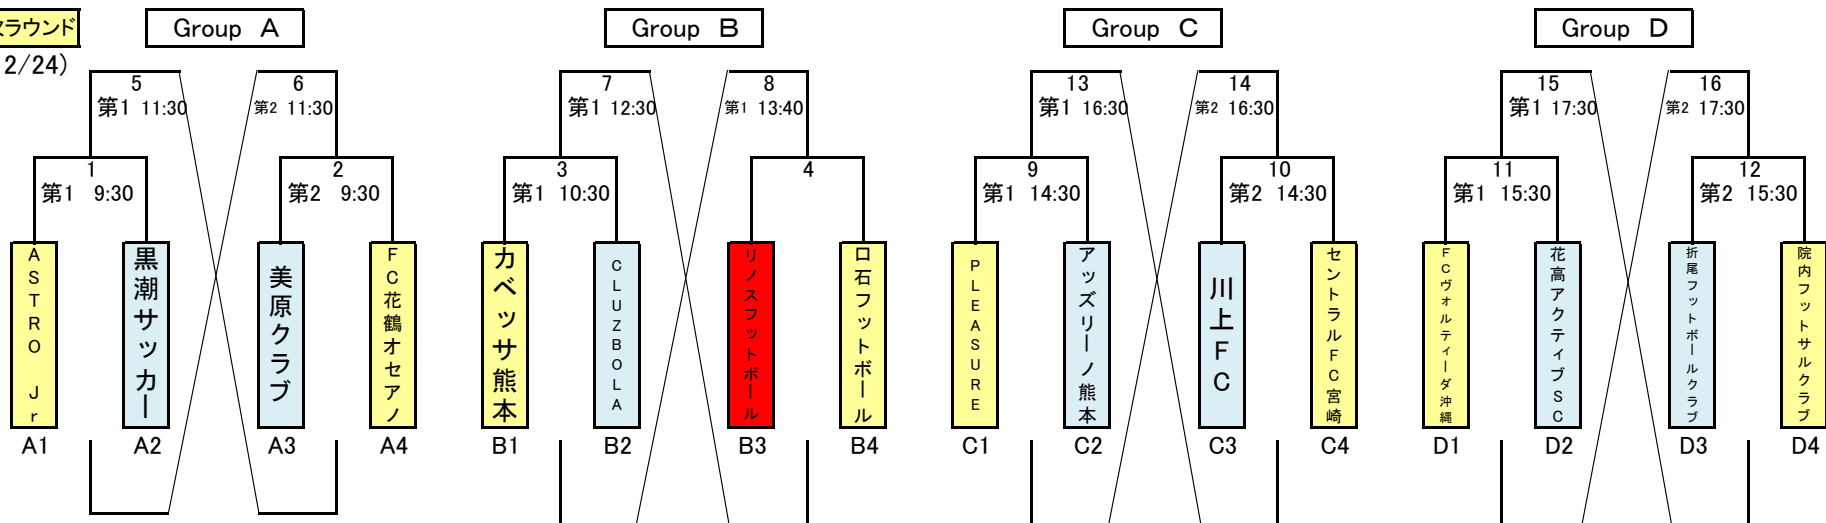 ラウンド
2/24)
Group A
Group B
Group C
Group D
5
第1 11:30
6
第2 11:30
7
第1 12:30
8
第1 13:40
13
第1 16:30
14
第2 16:30
15
第1 17:30
16
第2 17:30
1
第1 9:30
2
第2 9:30
3
第1 10:30
4
9
第1 14:30
10
第2 14:30
11
第1 15:30
12
第2 15:30
ASTRO Jr
黒潮サッカー
美原クラブ
FC花鶴オセアノ
カベッサ熊本
CLUZBOLA
リノスフットボール
ロ石フットボール
PLEASURE
アッズリーノ熊本
川上FC
セントラルFC宮崎
FCヴォルティーダ沖縄
花高アクティブSC
折尾フットボールクラブ
院内フットサルクラブ
A1
A2
A3
A4
B1
B2
B3
B4
C1
C2
C3
C4
D1
D2
D3
D4